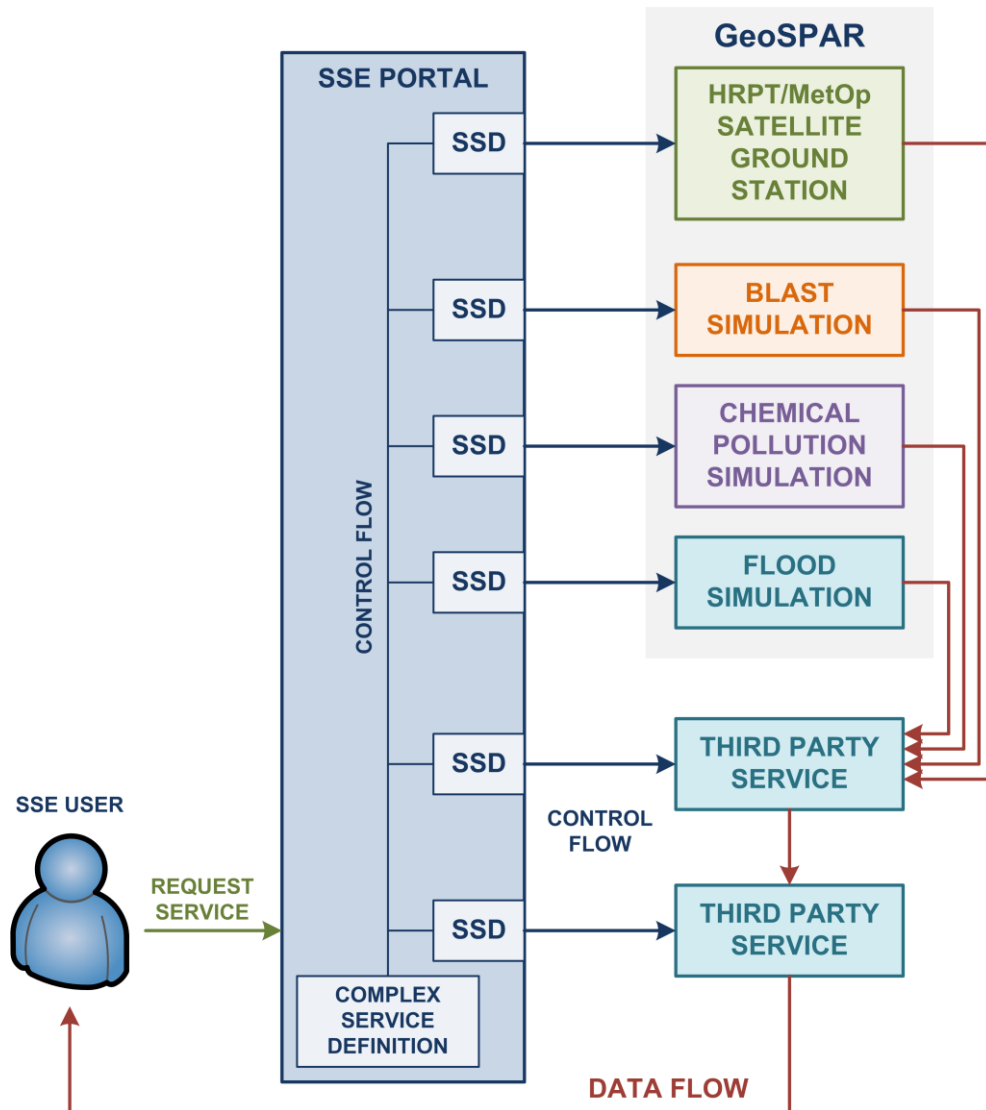 GeoSPAR
SSE PORTAL
SSD
HRPT/MetOp
SATELLITE
GROUND
STATION
SSD
BLAST
SIMULATION
SSD
CHEMICAL
POLLUTION
SIMULATION
CONTROL FLOW
SSD
FLOOD
SIMULATION
SSD
THIRD PARTY
SERVICE
SSE USER
CONTROL
FLOW
REQUEST
SERVICE
SSD
THIRD PARTY
SERVICE
COMPLEX
SERVICE
DEFINITION
DATA FLOW